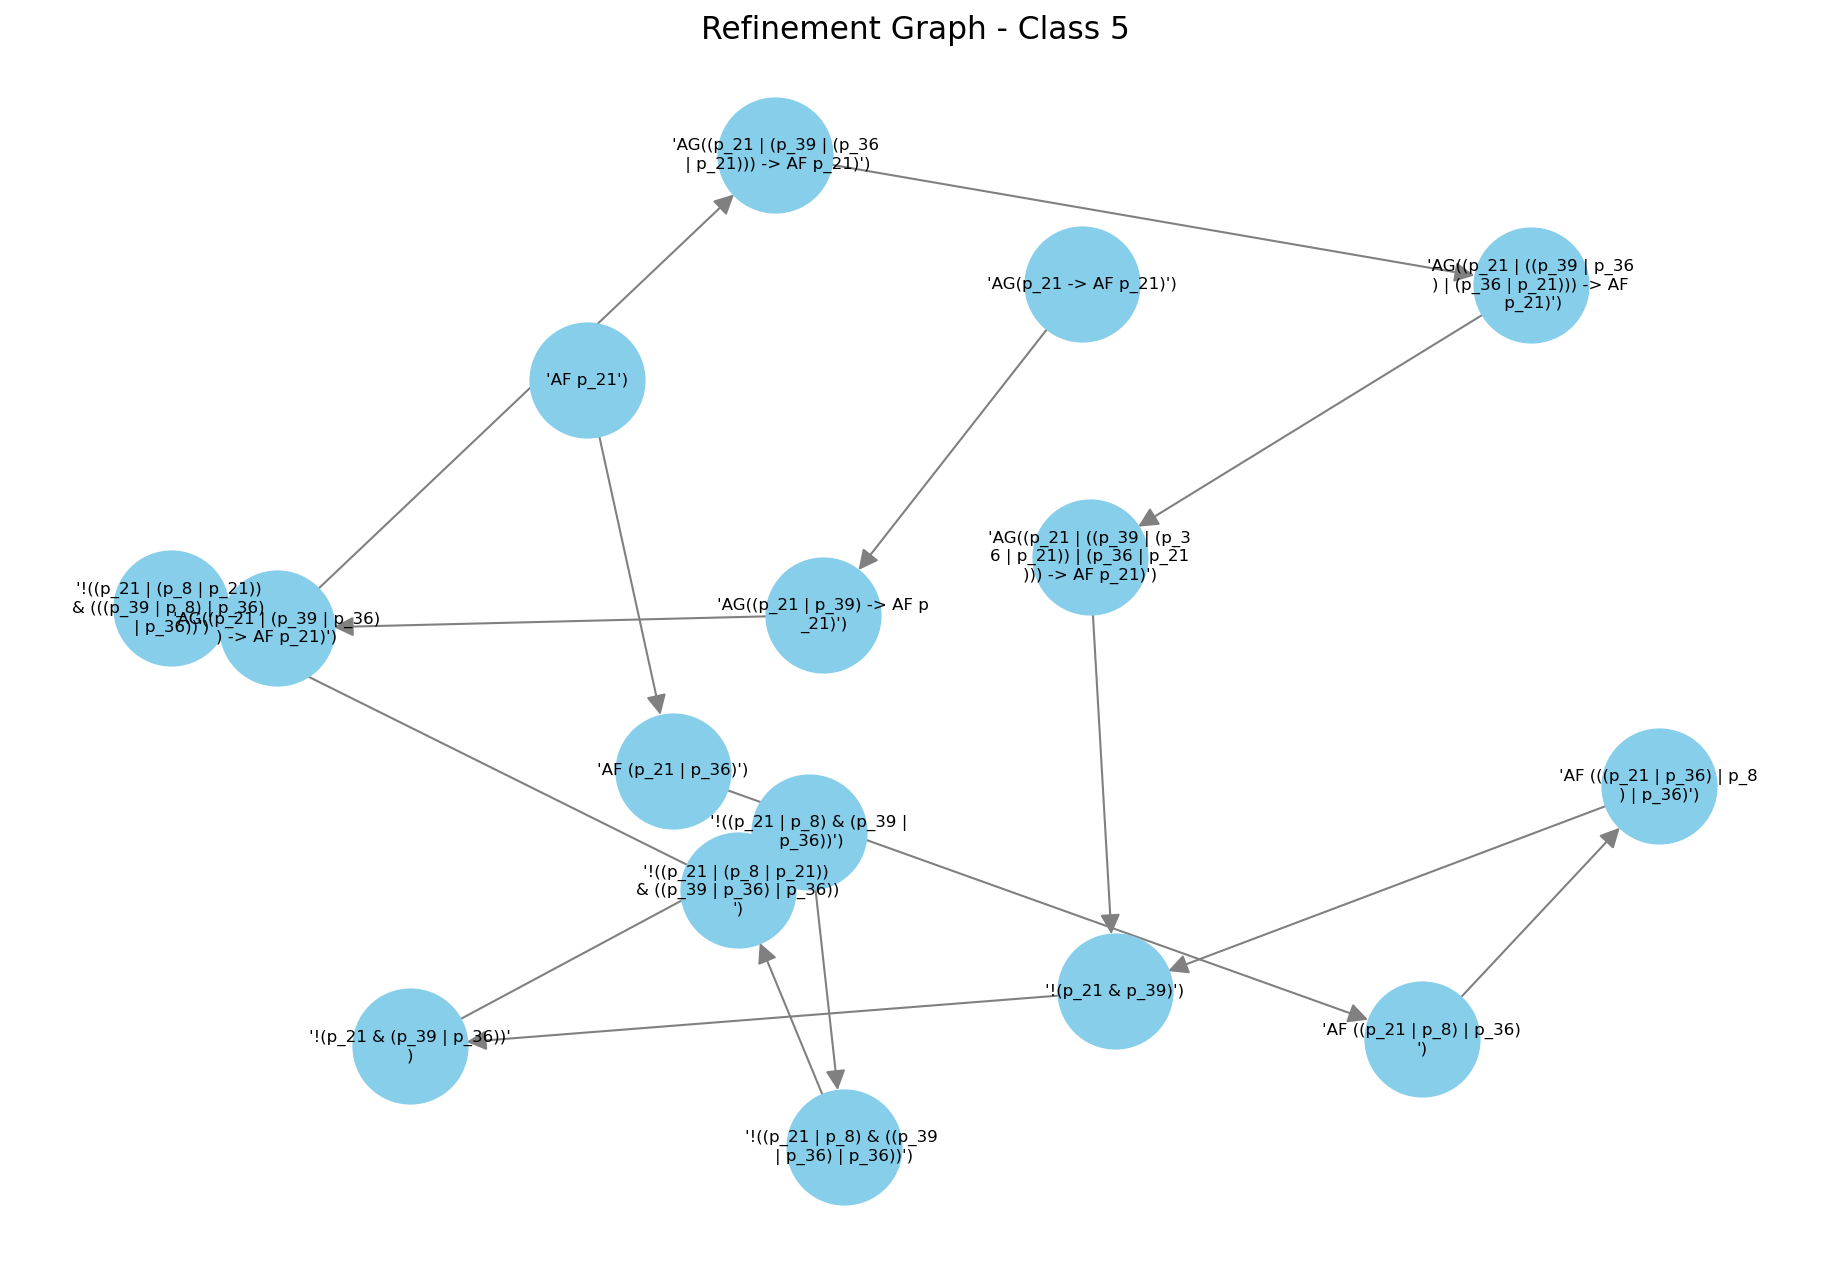 Refinement Graph - Class 5
'AG((p_21 | (p_39 | (p_36
| p_21))) -> AF p_21)')
'AG((p_21 | ((p_39 | p_36
) | (p_36 | p_21))) -> AF
p_21)')
'AG(p_21 -> AF p_21)')
'AF p_21')
'AG((p_21 | ((p_39 | (p_3
6 | p_21)) | (p_36 | p_21
))) -> AF p_21)')
'!((p_21 | (p_8 | p_21))
& (((p_39 | p_8) | p_36)
| p_36))')
'AG((p_21 | (p_39 | p_36)
) -> AF p_21)')
'AG((p_21 | p_39) -> AF p
_21)')
'AF (p_21 | p_36)')
'AF (((p_21 | p_36) | p_8
) | p_36)')
'!((p_21 | p_8) & (p_39 |
p_36))')
'!((p_21 | (p_8 | p_21))
& ((p_39 | p_36) | p_36))
')
'!(p_21 & p_39)')
'!(p_21 & (p_39 | p_36))'
)
'AF ((p_21 | p_8) | p_36)
')
'!((p_21 | p_8) & ((p_39
| p_36) | p_36))')